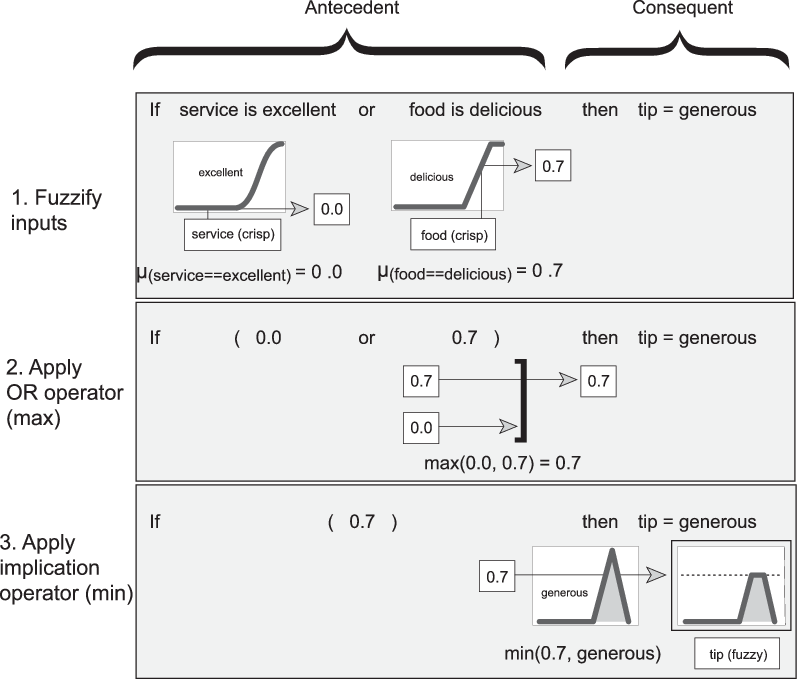 Antecedent Consequent
If service is excellent or food is delicious then tip = generous
1. Fuzzify
inputs
excellent
0.0
service (crisp)
delicious
0.7
food (crisp)
μ(service==excellent) = 0 .0 μ(food==delicious) = 0 .7
2. Apply
OR operator
(max)
If ( 0.0 or 0.7 ) then tip = generous
0.7 0.7
0.0
max(0.0, 0.7) = 0.7
3. Apply
implication
operator (min)
If ( 0.7 ) then tip = generous
0.7
generous
min(0.7, generous)
tip (fuzzy)